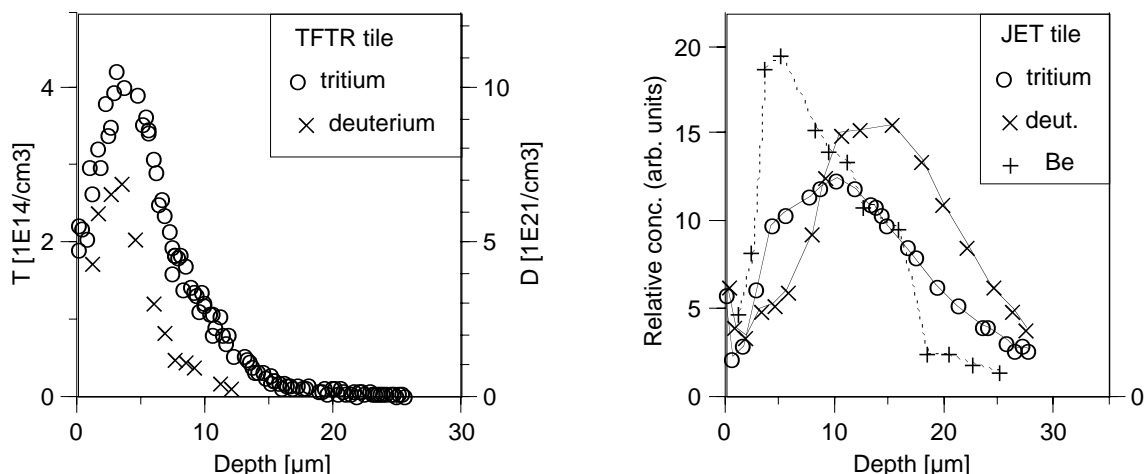 TFTR tile
tritium
deuterium
T [1E14/cm3]
4
2
0
D [1E21/cm3]
10
5
0
0
10
20
30
Depth [µm]
JET tile
tritium
deut.
Be
Relative conc. (arb. units)
20
15
10
5
0
0
0
10
20
30
Depth [µm]